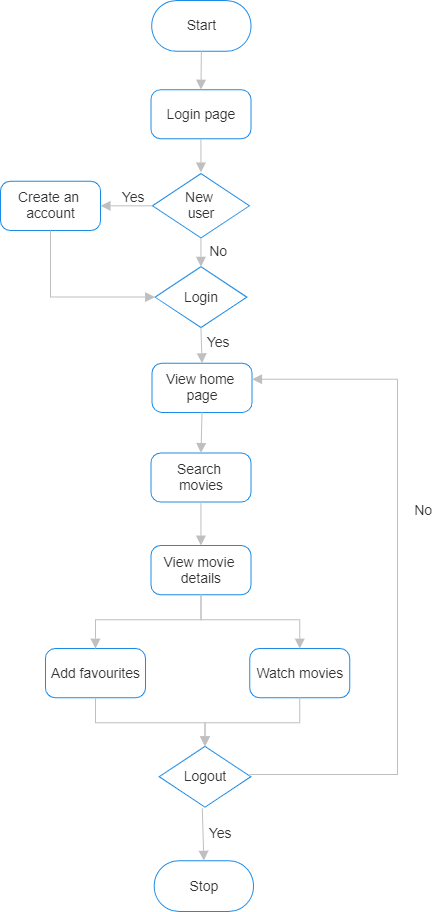 Start
Login page
New
user
Yes
Create an
account
No
Login
Yes
View home
page
Search
movies
No
View movie
details
Add favourites
Watch movies
Logout
Yes
Stop